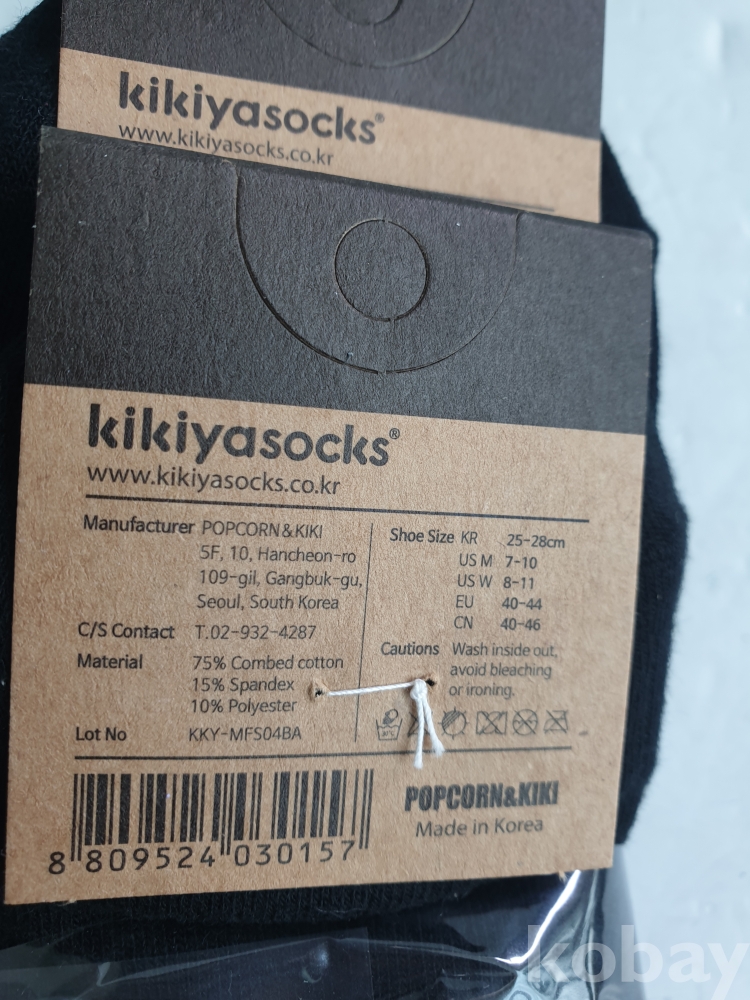 kikiyasocks®
www.kikiyasocks.co.kr
kikiyasocks®
www.kikiyasocks.co.kr
Manufacturer POPCORN&KIKI
5F, 10, Hancheon-ro
109-gil, Gangbuk-gu,
Seoul, South Korea
C/S Contact T.02-932-4287
Material 75% Combed cotton
15% Spandex
10% Polyester
Lot No KKY-MFS04BA
Shoe Size KR 25-28cm
US M 7-10
US W 8-11
EU 40-44
CN 40-46
Cautions Wash inside out,
avoid bleaching
or ironing.
8 809524 030157
POPCORN&KIKI
Made in Korea
kobay